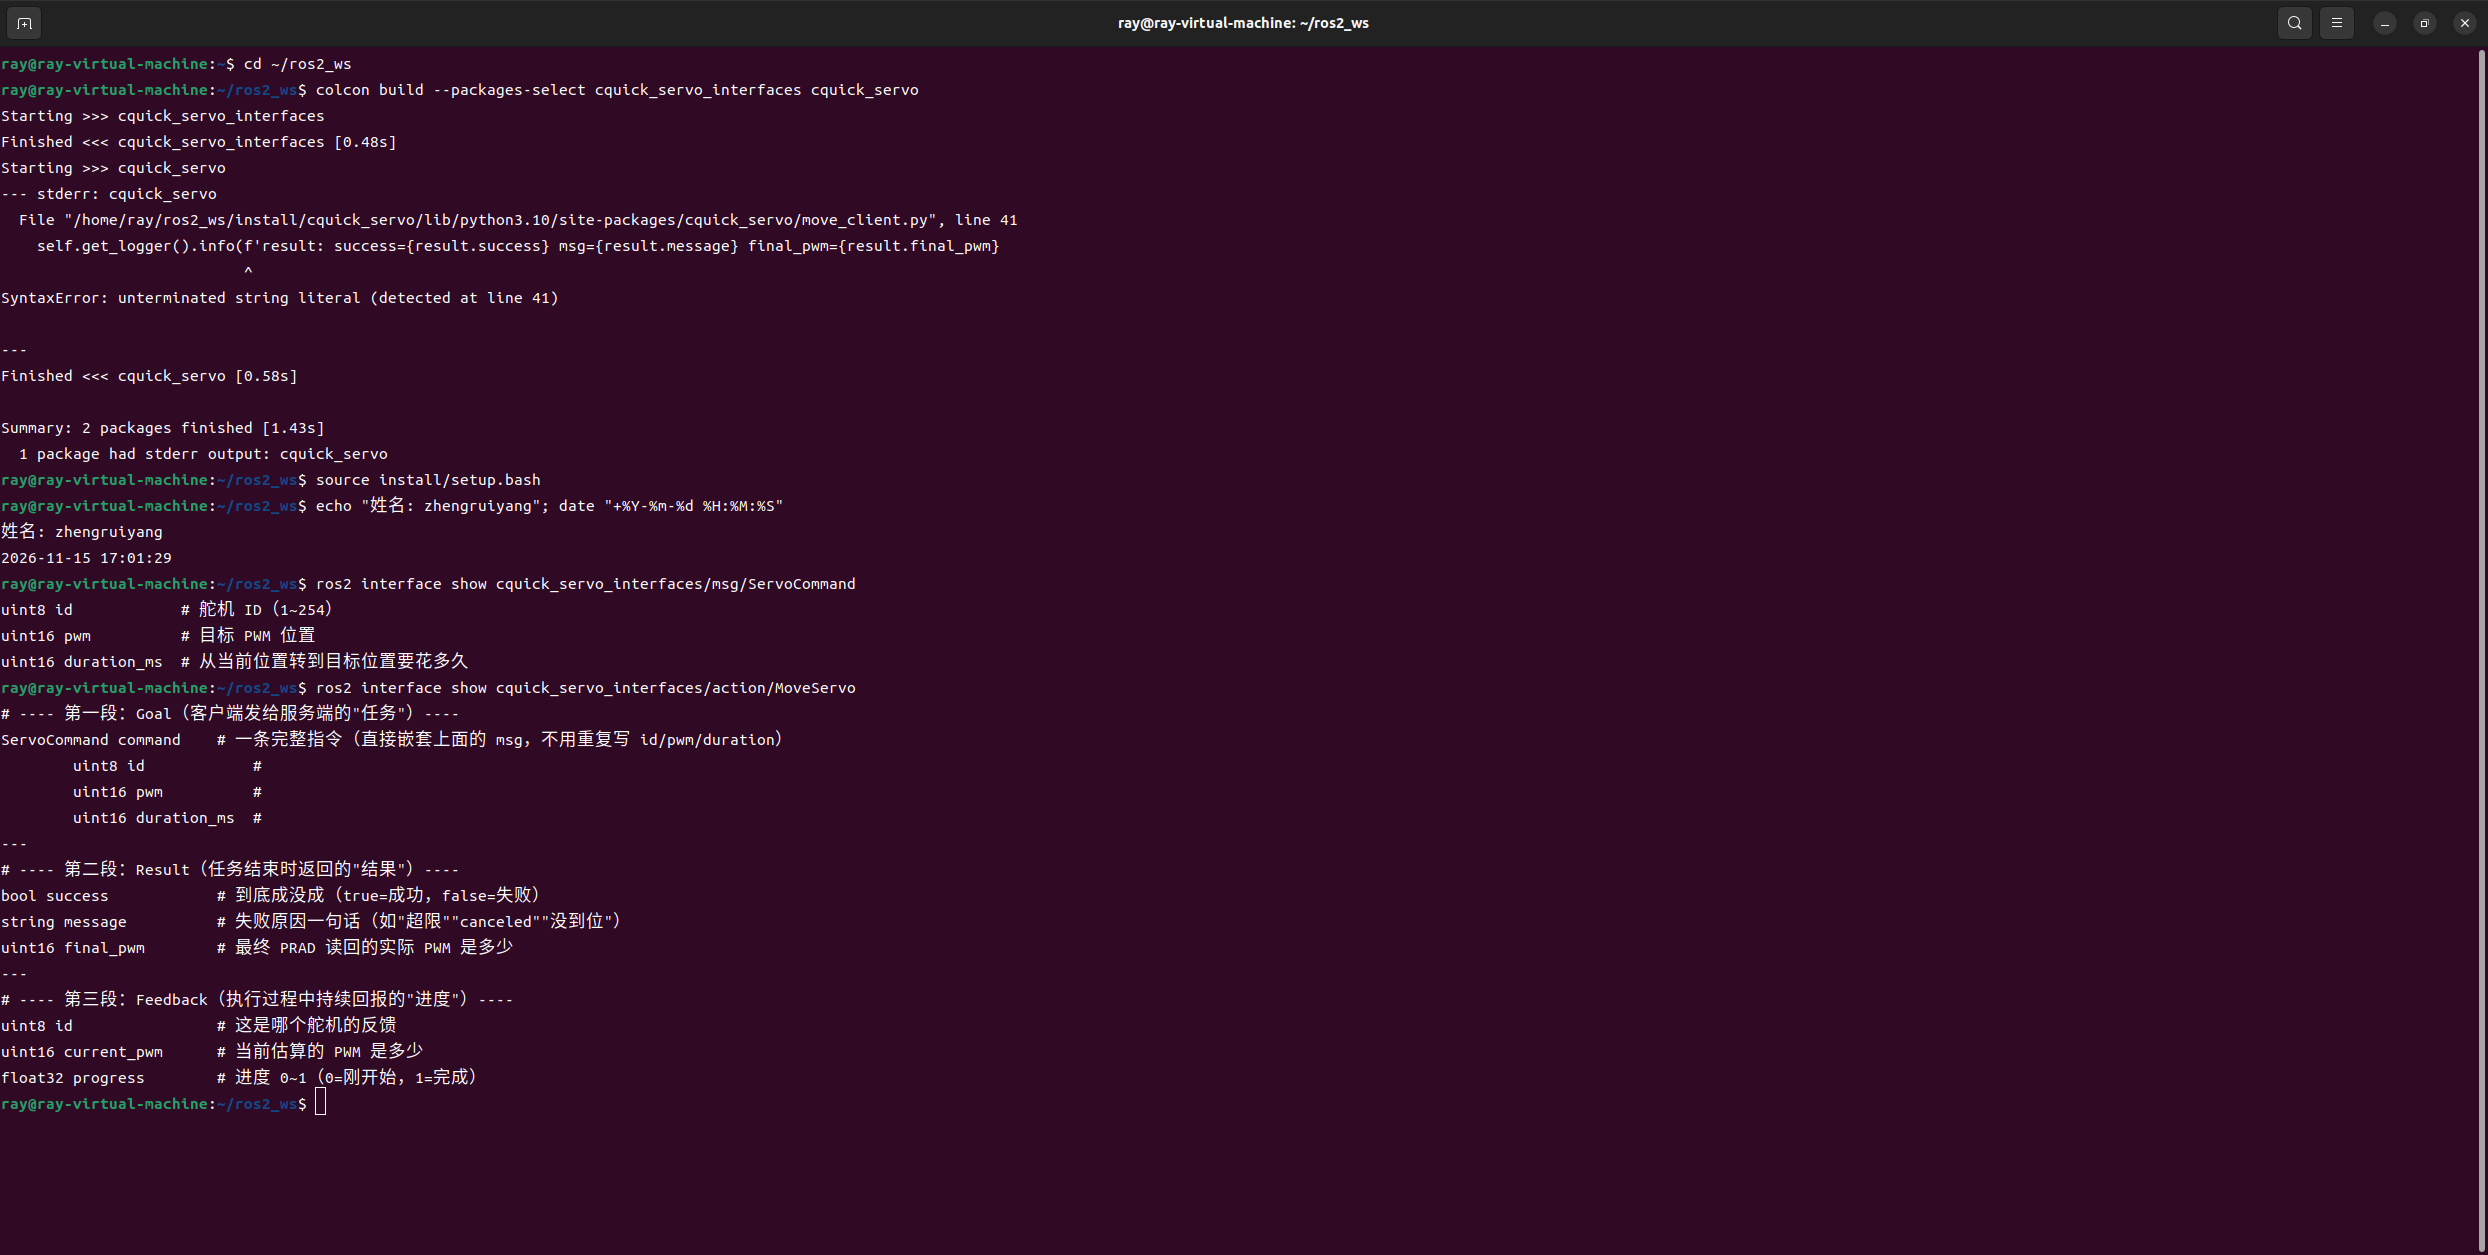 ray@ray-virtual-machine: ~/ros2_ws
ray@ray-virtual-machine:~$ cd ~/ros2_ws
ray@ray-virtual-machine:~/ros2_ws$ colcon build --packages-select cquick_servo_interfaces cquick_servo
Starting >>> cquick_servo_interfaces
Finished <<< cquick_servo_interfaces [0.48s]
Starting >>> cquick_servo
--- stderr: cquick_servo
  File "/home/ray/ros2_ws/install/cquick_servo/lib/python3.10/site-packages/cquick_servo/move_client.py", line 41
    self.get_logger().info(f'result: success={result.success} msg={result.message} final_pwm={result.final_pwm}
                           ^
SyntaxError: unterminated string literal (detected at line 41)
---
Finished <<< cquick_servo [0.58s]
Summary: 2 packages finished [1.43s]
  1 package had stderr output: cquick_servo
ray@ray-virtual-machine:~/ros2_ws$ source install/setup.bash
ray@ray-virtual-machine:~/ros2_ws$ echo "姓名: zhengruiyang"; date "+%Y-%m-%d %H:%M:%S"
姓名: zhengruiyang
2026-11-15 17:01:29
ray@ray-virtual-machine:~/ros2_ws$ ros2 interface show cquick_servo_interfaces/msg/ServoCommand
uint8 id            # 舵机 ID（1~254）
uint16 pwm          # 目标 PWM 位置
uint16 duration_ms  # 从当前位置转到目标位置要花多久
ray@ray-virtual-machine:~/ros2_ws$ ros2 interface show cquick_servo_interfaces/action/MoveServo
# ---- 第一段：Goal（客户端发给服务端的"任务"）----
ServoCommand command    # 一条完整指令（直接嵌套上面的 msg，不用重复写 id/pwm/duration）
        uint8 id            #
        uint16 pwm          #
        uint16 duration_ms  #
---
# ---- 第二段：Result（任务结束时返回的"结果"）----
bool success            # 到底成没成（true=成功，false=失败）
string message          # 失败原因一句话（如"超限""canceled""没到位"）
uint16 final_pwm        # 最终 PRAD 读回的实际 PWM 是多少
---
# ---- 第三段：Feedback（执行过程中持续回报的"进度"）----
uint8 id                # 这是哪个舵机的反馈
uint16 current_pwm      # 当前估算的 PWM 是多少
float32 progress        # 进度 0~1（0=刚开始，1=完成）
ray@ray-virtual-machine:~/ros2_ws$